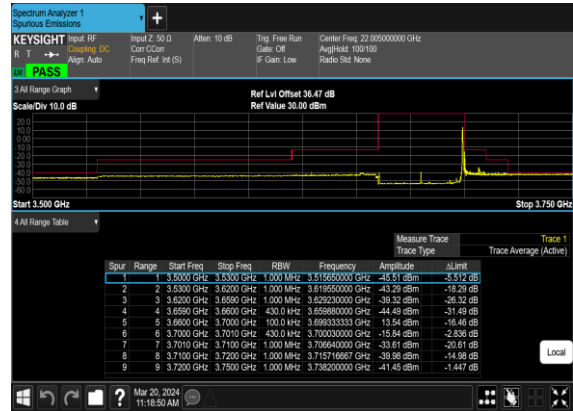 Spectrum Analyzer 1
Spurious Emissions
+
KEYSIGHT Input: RF Input Z: 50 Ω Atten: 10 dB Trig: Free Run Center Freq: 22.005000000 GHz
R T Coupling: DC Corr CCorr Gate: Off Avg|Hold: 100/100
Align: Auto Freq Ref: Int (S) IF Gain: Low Radio Std: None
PASS
3 All Range Graph
Ref Lvl Offset 36.47 dB
Scale/Div 10.0 dB Ref Value 30.00 dBm
20.0
10.0
0.00
-10.0
-20.0
-30.0
-40.0
-50.0
-60.0
Start 3.500 GHz Stop 3.750 GHz
4 All Range Table
Measure Trace Trace 1
Trace Type Trace Average (Active)
Spur Range Start Freq Stop Freq RBW Frequency Amplitude ΔLimit
1 1 3.5000 GHz 3.5300 GHz 1.000 MHz 3.515650000 GHz -45.51 dBm -5.512 dB
2 2 3.5300 GHz 3.6200 GHz 1.000 MHz 3.619550000 GHz -43.29 dBm -18.29 dB
3 3 3.6200 GHz 3.6590 GHz 1.000 MHz 3.629230000 GHz -39.32 dBm -26.32 dB
4 4 3.6590 GHz 3.6600 GHz 430.0 kHz 3.659880000 GHz -44.49 dBm -31.49 dB
5 5 3.6600 GHz 3.7000 GHz 100.0 kHz 3.699333333 GHz 13.54 dBm -16.46 dB
6 6 3.7000 GHz 3.7010 GHz 430.0 kHz 3.700030000 GHz -15.84 dBm -2.836 dB
7 7 3.7010 GHz 3.7100 GHz 1.000 MHz 3.706640000 GHz -33.61 dBm -20.61 dB
8 8 3.7100 GHz 3.7200 GHz 1.000 MHz 3.715716667 GHz -39.98 dBm -14.98 dB
9 9 3.7200 GHz 3.7500 GHz 1.000 MHz 3.738200000 GHz -41.45 dBm -1.447 dB
Local
?
Mar 20, 2024
11:18:50 AM